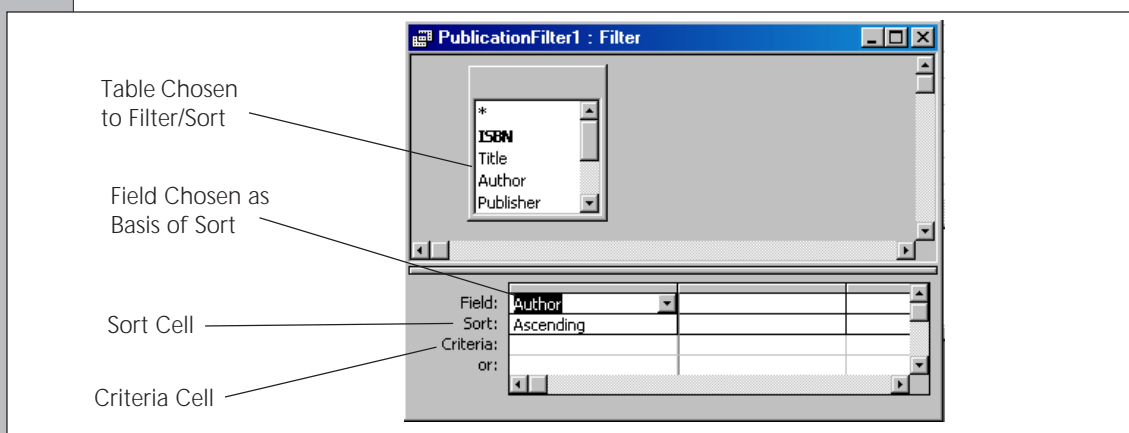 PublicationFilter1 : Filter
Table Chosen
to Filter/Sort
*
ISBN
Title
Author
Publisher
Field Chosen as
Basis of Sort
Field: Author
Sort: Ascending
Sort Cell
Criteria:
or:
Criteria Cell